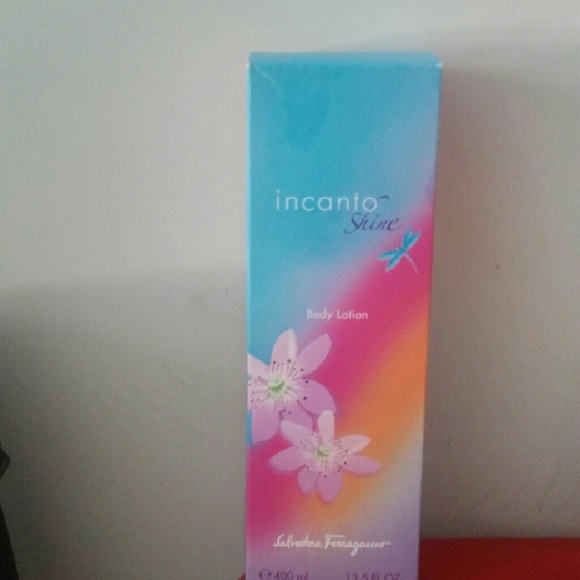 incanto
Shine
Body Lotion
Salvatore Ferragamo
℮ 400 ml 13.5 FL.OZ.